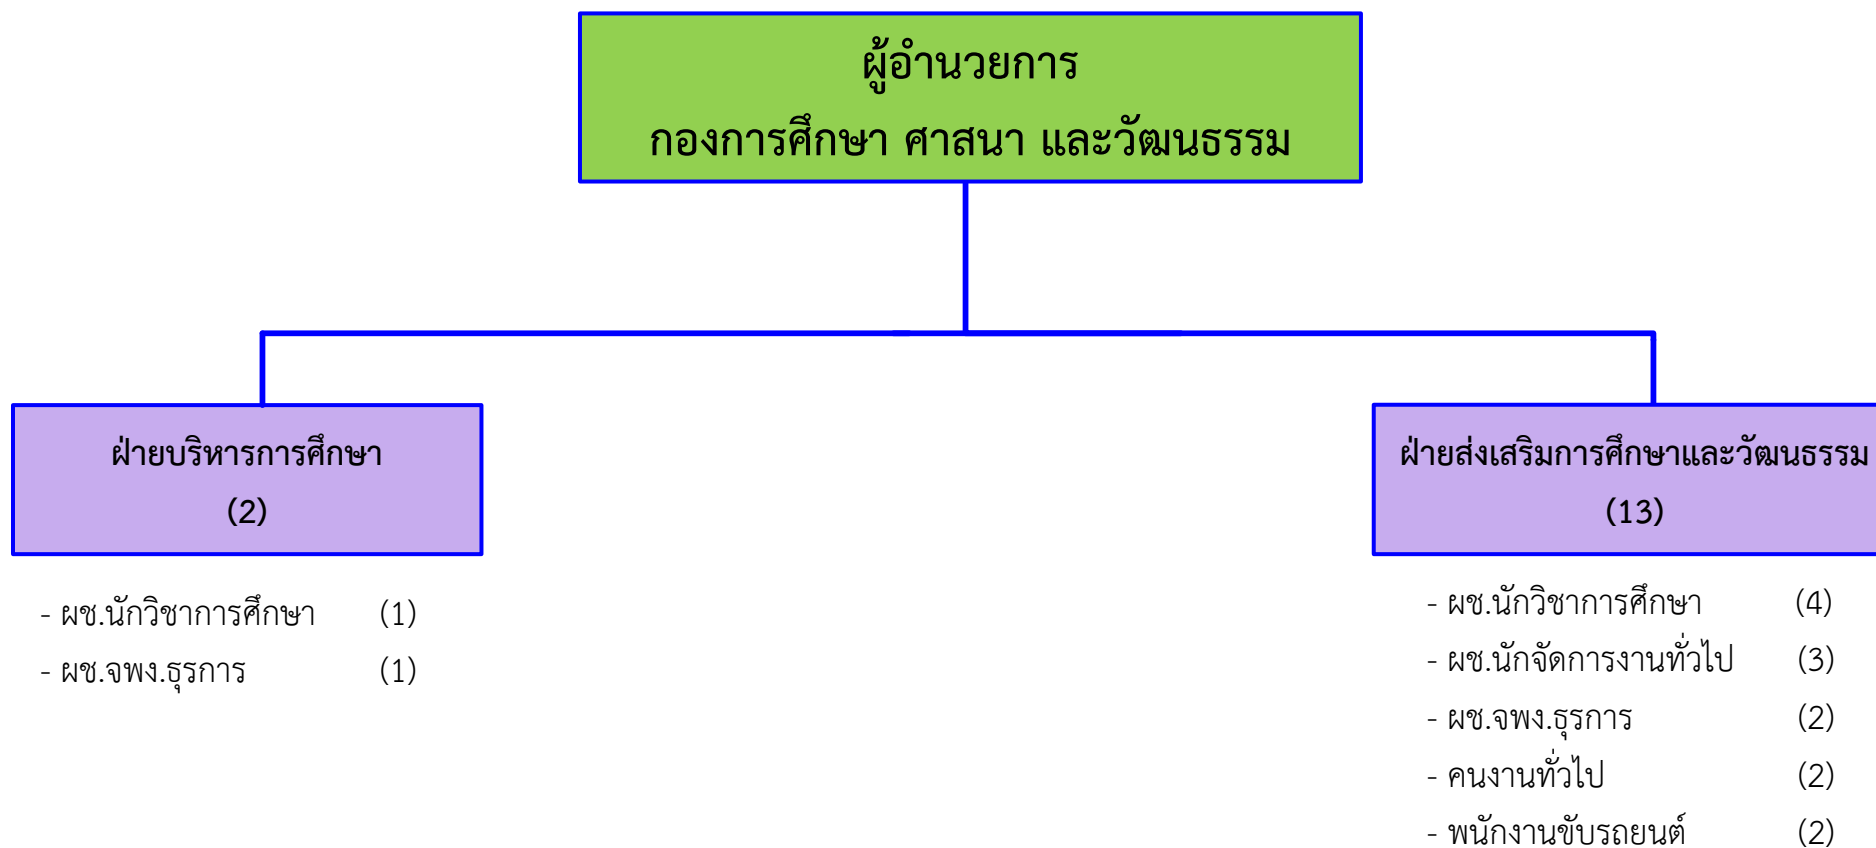 ผู้อำนวยการ
กองการศึกษา ศาสนา และวัฒนธรรม
ฝ่ายบริหารการศึกษา
(2)
- ผช.นักวิชาการศึกษา (1)
- ผช.จพง.ธุรการ (1)
ฝ่ายส่งเสริมการศึกษาและวัฒนธรรม
(13)
- ผช.นักวิชาการศึกษา (4)
- ผช.นักจัดการงานทั่วไป (3)
- ผช.จพง.ธุรการ (2)
- คนงานทั่วไป (2)
- พนักงานขับรถยนต์ (2)